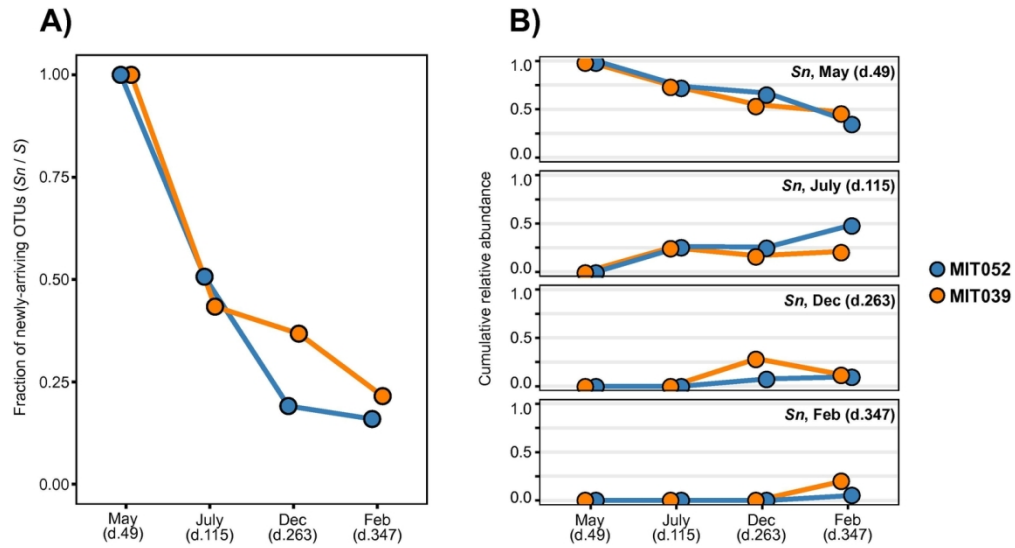 A)
Fraction of newly-arriving OTUs (Sn / S)
1.00
0.75
0.50
0.25
0.00
May
(d.49)
July
(d.115)
Dec
(d.263)
Feb
(d.347)
B)
Cumulative relative abundance
Sn, May (d.49)
1.0
0.5
0.0
Sn, July (d.115)
1.0
0.5
0.0
Sn, Dec (d.263)
1.0
0.5
0.0
Sn, Feb (d.347)
1.0
0.5
0.0
May
(d.49)
July
(d.115)
Dec
(d.263)
Feb
(d.347)
MIT052
MIT039